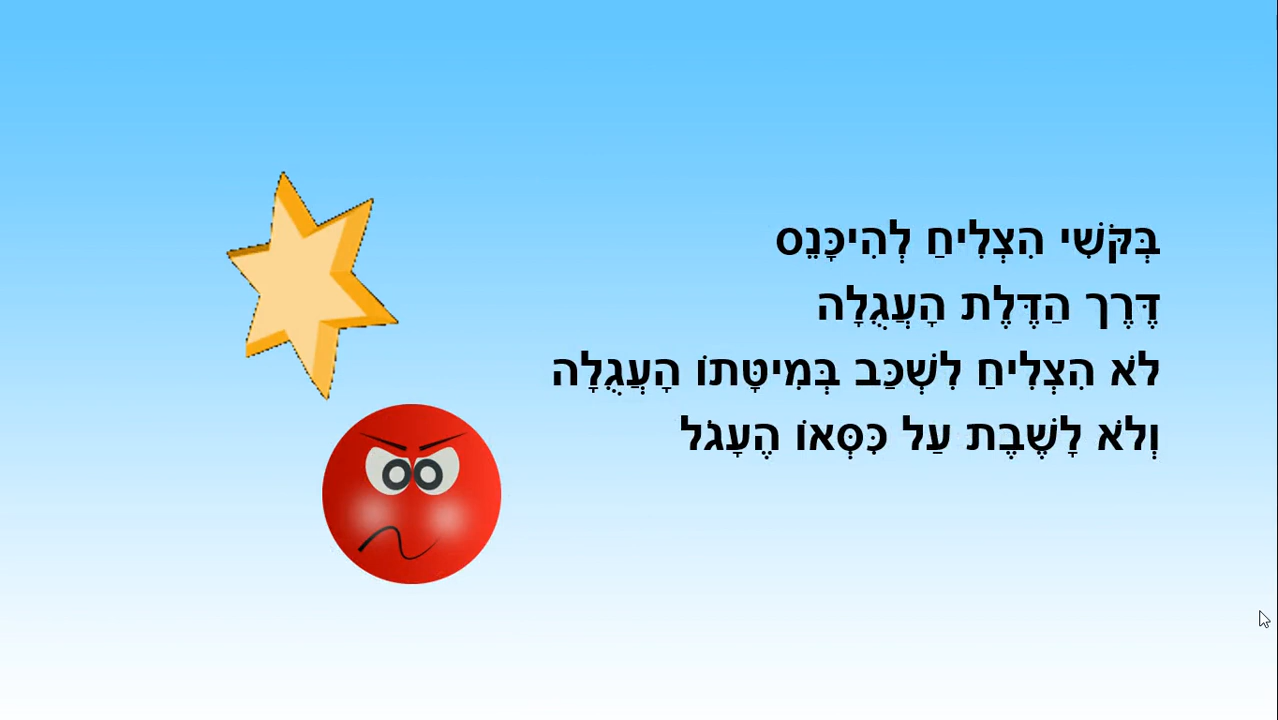 בְּקֹּשִׁי הִצְלִיחַ לְהִיכָּנֵס
דֶּרֶך הַדֶּלֶת הָעֲגֻלָּה
לֹא הִצְלִיחַ לִשְׁכַּב בְּמִיטָּתוֹ הָעֲגֻלָּה
וְלֹא לָשֶׁבֶת עַל כִּסְּאוֹ הֶעָגֹל